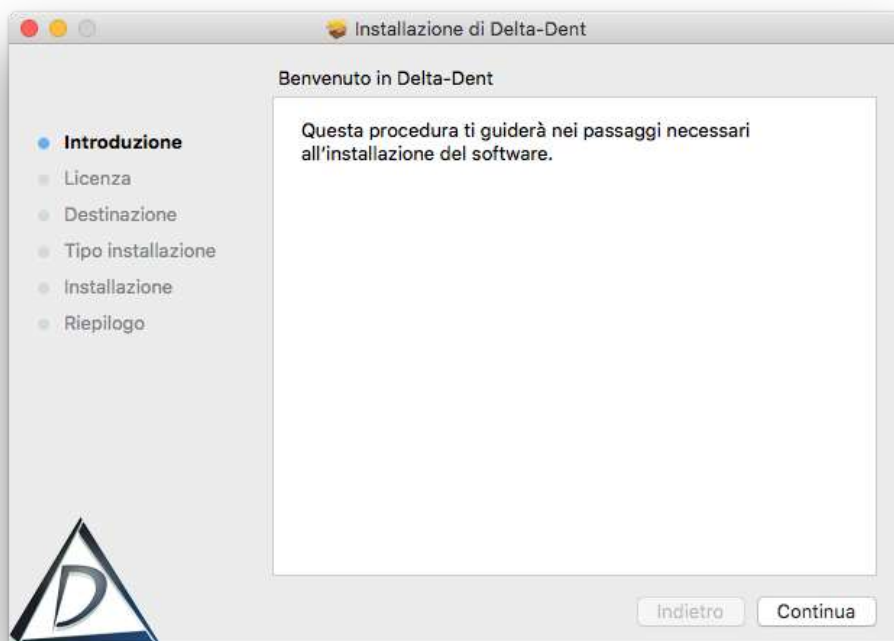 Installazione di Delta-Dent
Benvenuto in Delta-Dent
Introduzione
Licenza
Destinazione
Tipo installazione
Installazione
Riepilogo
Questa procedura ti guiderà nei passaggi necessari
all'installazione del software.
D
Indietro
Continua